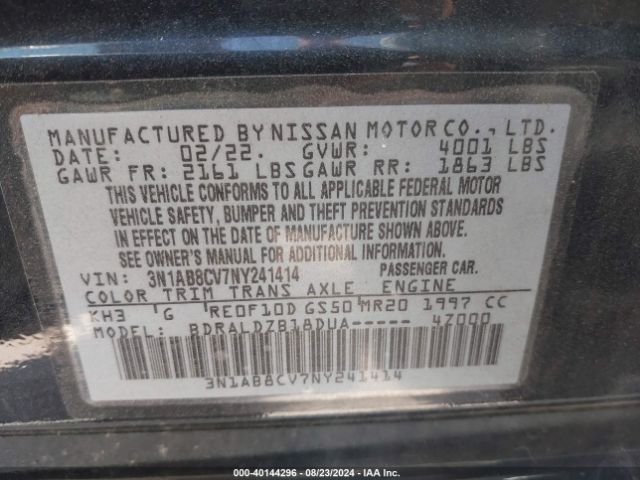 MANUFACTURED BY NISSAN MOTOR CO., LTD.
DATE: 02/22. GVWR: 4001 LBS
GAWR FR: 2161 LBS GAWR RR: 1863 LBS
THIS VEHICLE CONFORMS TO ALL APPLICABLE FEDERAL MOTOR
VEHICLE SAFETY, BUMPER AND THEFT PREVENTION STANDARDS
IN EFFECT ON THE DATE OF MANUFACTURE SHOWN ABOVE.
SEE OWNER'S MANUAL FOR ADDITIONAL INFORMATION.
VIN: 3N1AB8CV7NY241414 PASSENGER CAR.
COLOR TRIM TRANS AXLE ENGINE
KH3 G RE0F10D GS50 MR20 1997 CC
MODEL: BDRALDZB18DUA----- 4Z000
3N1AB8CV7NY241414
000-40144296 - 08/23/2024 - IAA Inc.